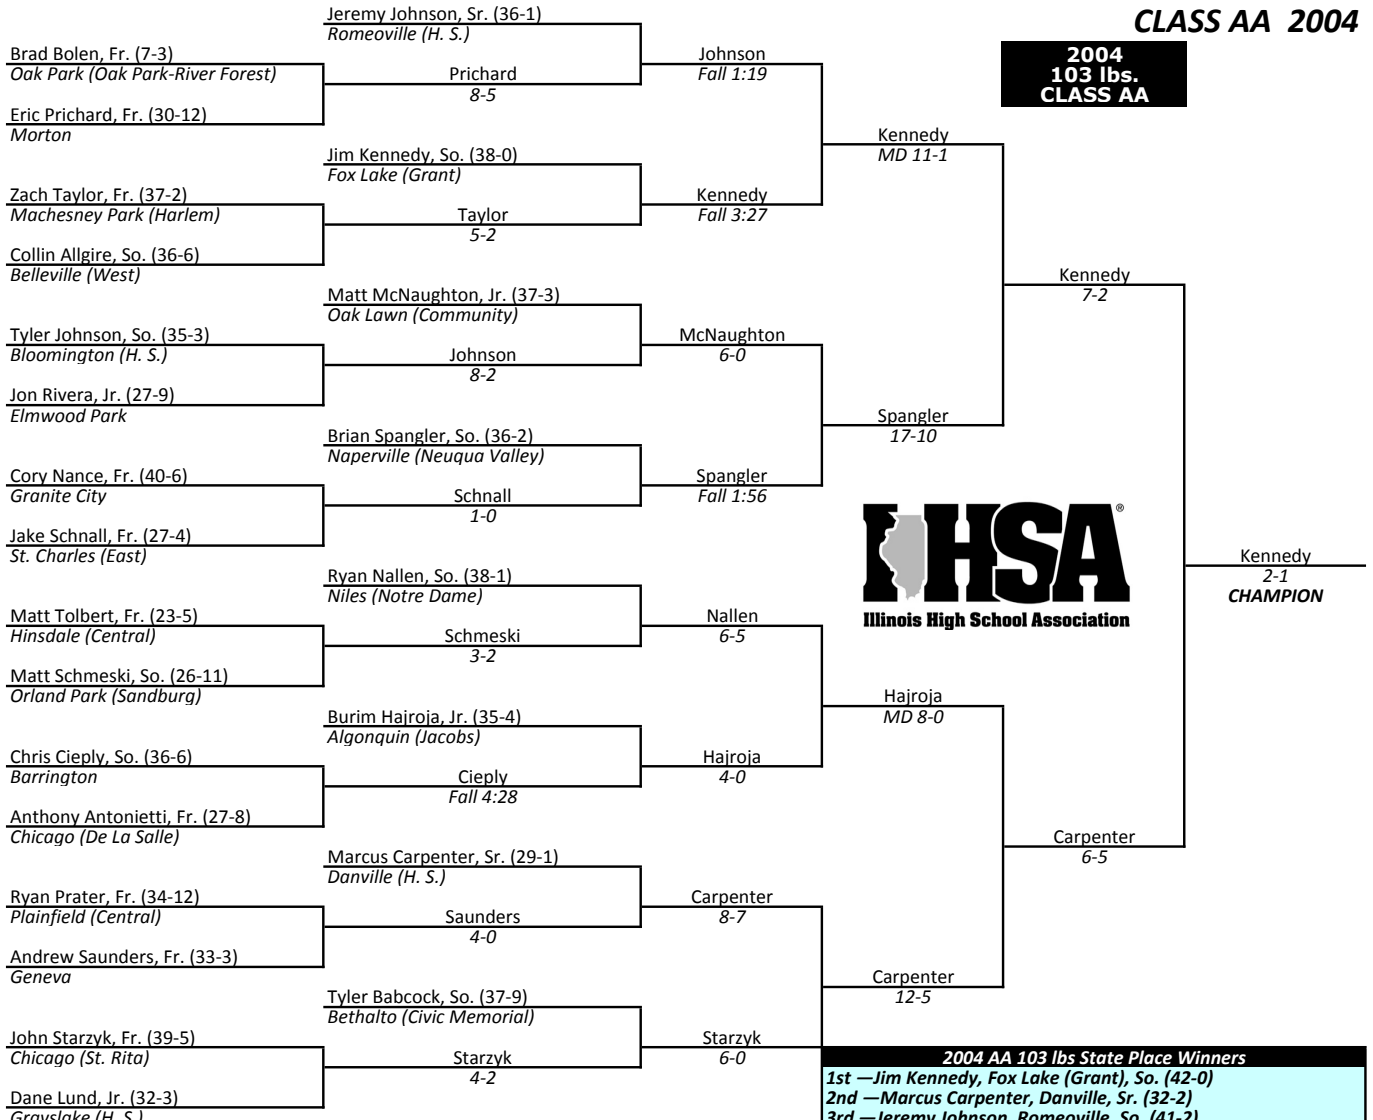 CLASS AA 2004
2004
103 lbs.
CLASS AA
Brad Bolen, Fr. (7-3)
Oak Park (Oak Park-River Forest)
Eric Prichard, Fr. (30-12)
Morton
Zach Taylor, Fr. (37-2)
Machesney Park (Harlem)
Collin Allgire, So. (36-6)
Belleville (West)
Tyler Johnson, So. (35-3)
Bloomington (H. S.)
Jon Rivera, Jr. (27-9)
Elmwood Park
Cory Nance, Fr. (40-6)
Granite City
Jake Schnall, Fr. (27-4)
St. Charles (East)
Matt Tolbert, Fr. (23-5)
Hinsdale (Central)
Matt Schmeski, So. (26-11)
Orland Park (Sandburg)
Chris Cieply, So. (36-6)
Barrington
Anthony Antonietti, Fr. (27-8)
Chicago (De La Salle)
Ryan Prater, Fr. (34-12)
Plainfield (Central)
Andrew Saunders, Fr. (33-3)
Geneva
John Starzyk, Fr. (39-5)
Chicago (St. Rita)
Dane Lund, Jr. (32-3)
Grayslake (H. S.)
Jeremy Johnson, Sr. (36-1)
Romeoville (H. S.)
Prichard
8-5
Jim Kennedy, So. (38-0)
Fox Lake (Grant)
Taylor
5-2
Matt McNaughton, Jr. (37-3)
Oak Lawn (Community)
Johnson
8-2
Brian Spangler, So. (36-2)
Naperville (Neuqua Valley)
Schnall
1-0
Ryan Nallen, So. (38-1)
Niles (Notre Dame)
Schmeski
3-2
Burim Hajroja, Jr. (35-4)
Algonquin (Jacobs)
Cieply
Fall 4:28
Marcus Carpenter, Sr. (29-1)
Danville (H. S.)
Saunders
4-0
Tyler Babcock, So. (37-9)
Bethalto (Civic Memorial)
Starzyk
4-2
Johnson
Fall 1:19
Kennedy
Fall 3:27
McNaughton
6-0
Spangler
Fall 1:56
Nallen
6-5
Hajroja
4-0
Carpenter
8-7
Starzyk
6-0
Kennedy
MD 11-1
Spangler
17-10
Hajroja
MD 8-0
Carpenter
12-5
Kennedy
7-2
Carpenter
6-5
Kennedy
2-1
CHAMPION
IHSA®
Illinois High School Association
2004 AA 103 lbs State Place Winners
1st —Jim Kennedy, Fox Lake (Grant), So. (42-0)
2nd —Marcus Carpenter, Danville, Sr. (32-2)
3rd —Jeremy Johnson, Romeoville, So. (41-2)